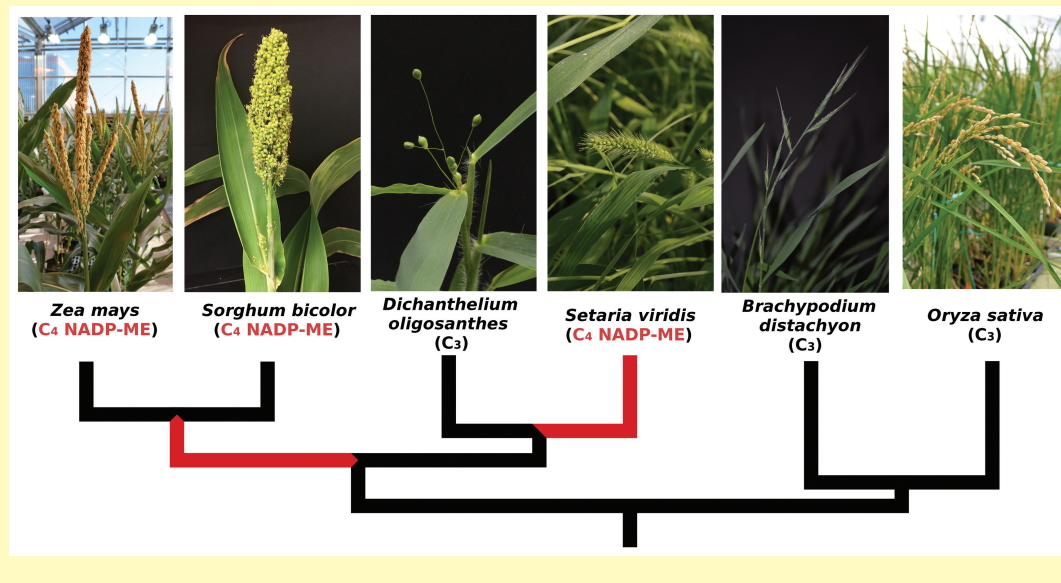 Zea mays
(C₄ NADP-ME)
Sorghum bicolor
(C₄ NADP-ME)
Dichanthelium
oligosanthes
(C₃)
Setaria viridis
(C₄ NADP-ME)
Brachypodium
distachyon
(C₃)
Oryza sativa
(C₃)